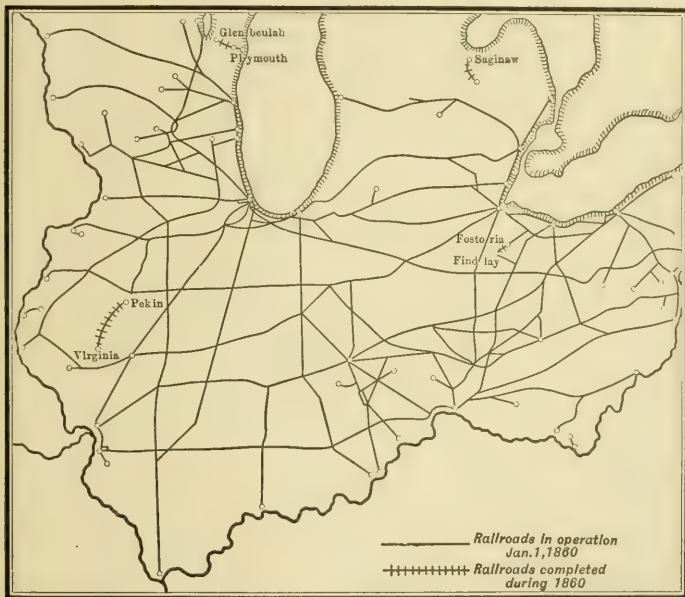 Glenbeulah
Plymouth
Saginaw
Fostoria
Findlay
Pekin
Virginia
Railroads in operation
Jan.1,1860
Railroads completed
during 1860